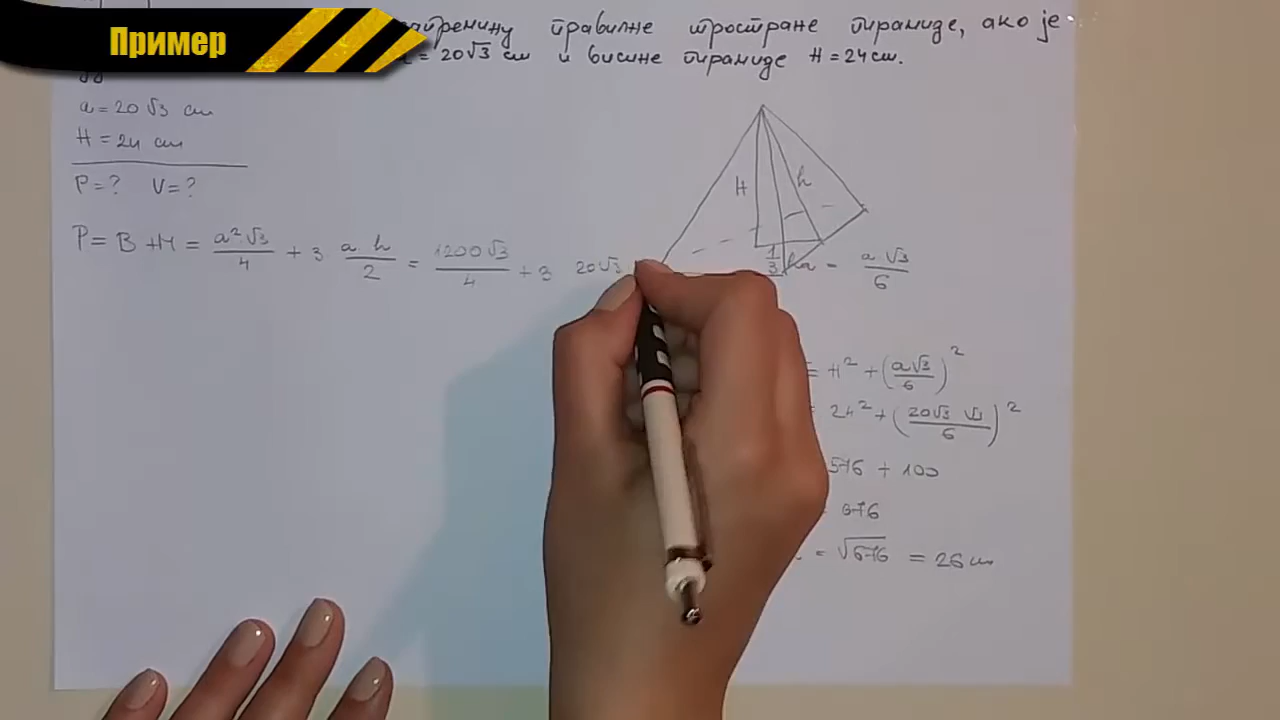 Пример
запремину правилне тростране пирамиде, ако је
= 20√3 cm и висине пирамиде H = 24 cm.
a = 20√3 cm
H = 24 cm
P = ? V = ?
P = B + M = a²√3/4 + 3 a·h/2 = 1200√3/4 + 3 20√3
H h
1/3 ha = a√3/6
= H² + (a√3/6)²
= 24² + (20√3 √3/6)²
576 + 100
= 676
= √676 = 26 cm